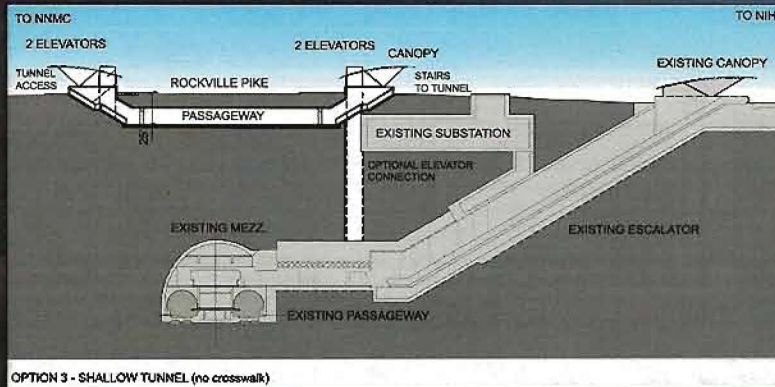 TO NNMC
TO NIH
2 ELEVATORS
2 ELEVATORS
CANOPY
EXISTING CANOPY
TUNNEL
ACCESS
ROCKVILLE PIKE
STAIRS
TO TUNNEL
PASSAGEWAY
25'
EXISTING SUBSTATION
OPTIONAL ELEVATOR
CONNECTION
EXISTING MEZZ.
EXISTING ESCALATOR
EXISTING PASSAGEWAY
OPTION 3 - SHALLOW TUNNEL (no crosswalk)